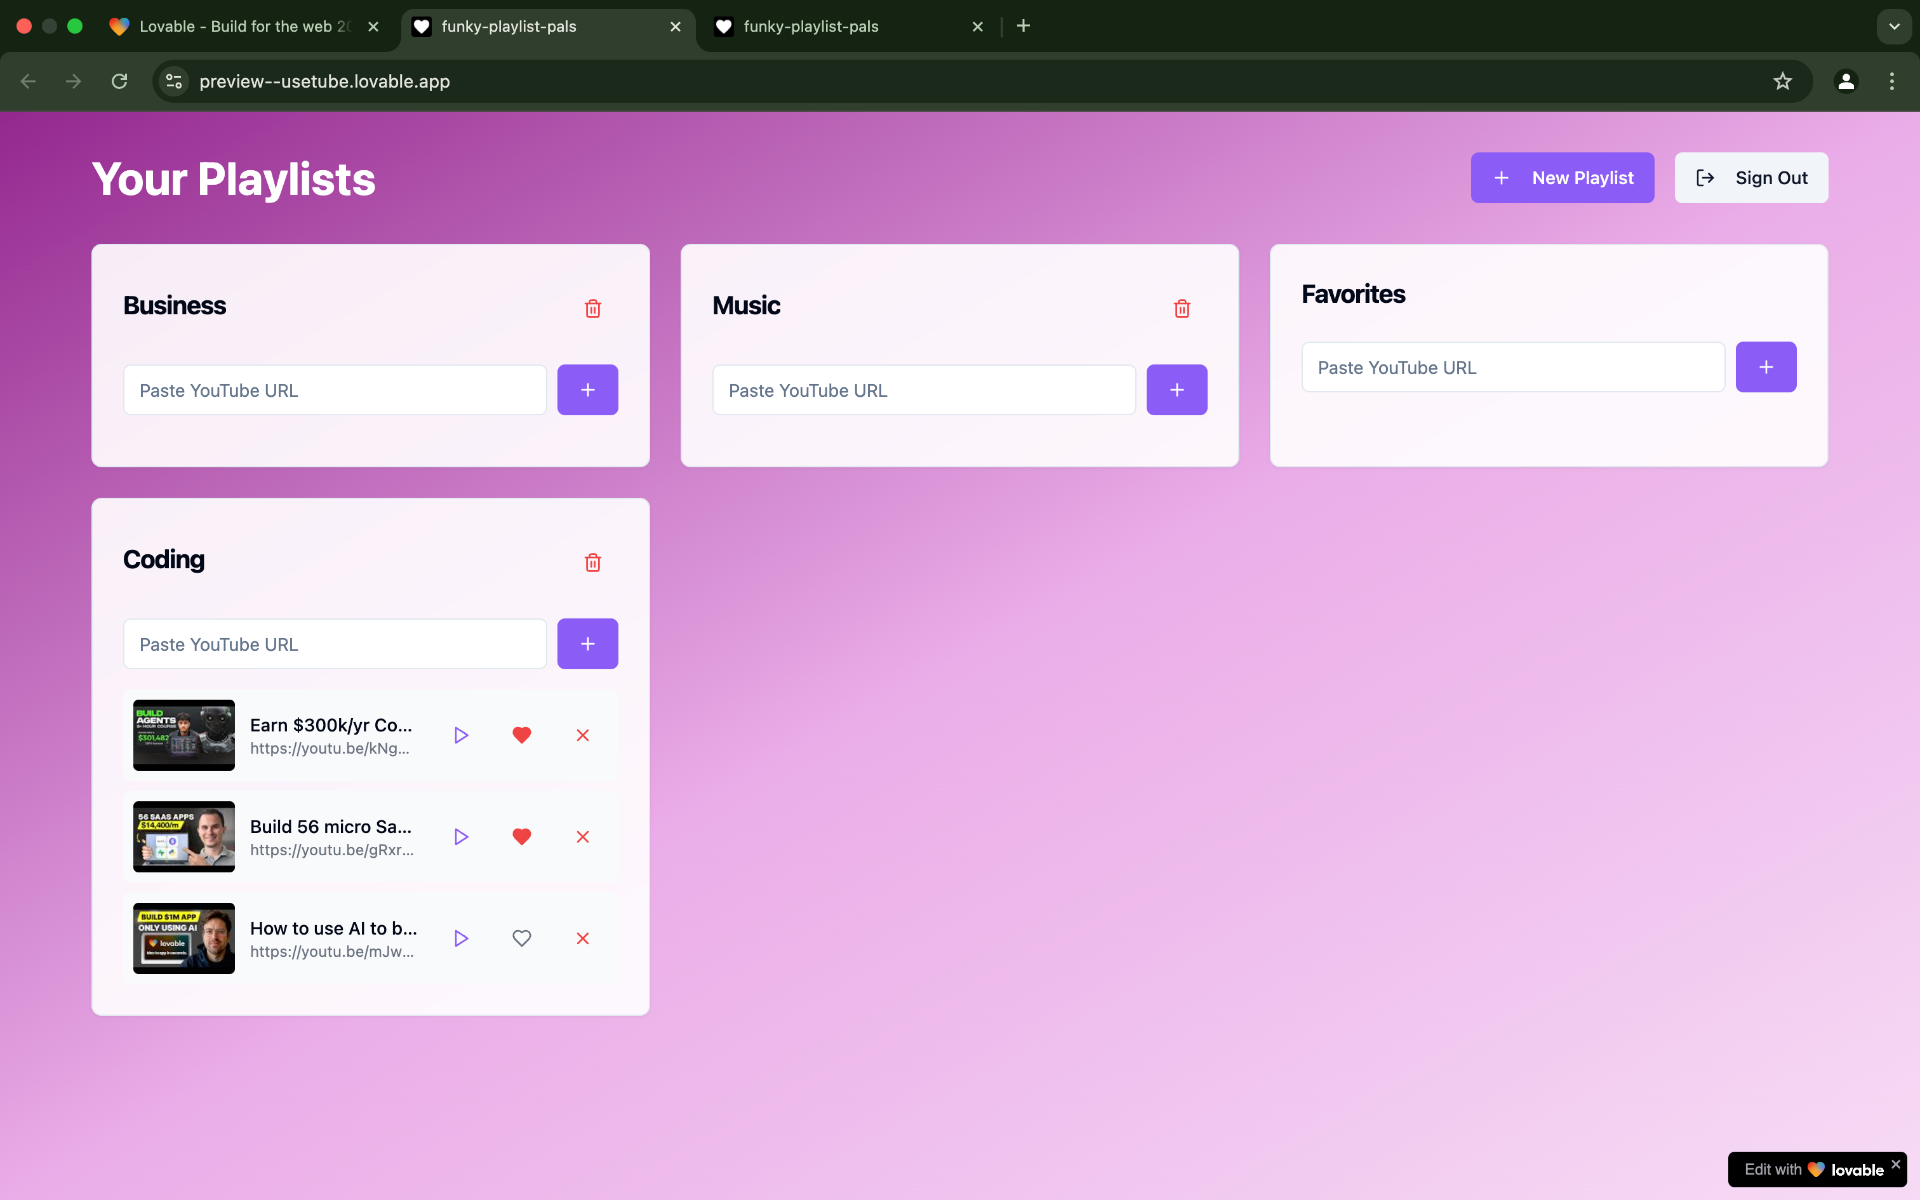 Lovable - Build for the web 20
funky-playlist-pals
funky-playlist-pals
preview--usetube.lovable.app
Your Playlists
New Playlist
Sign Out
Business
Paste YouTube URL
Music
Paste YouTube URL
Favorites
Paste YouTube URL
Coding
Paste YouTube URL
BUILD
AGENTS
$301,482
Earn $300k/yr Co...
https://youtu.be/kNg...
56 SAAS APPS
$14,400/m
Build 56 micro Sa...
https://youtu.be/gRxr...
BUILD $1M APP
ONLY USING AI
lovable
How to use AI to b...
https://youtu.be/mJw...
Edit with lovable